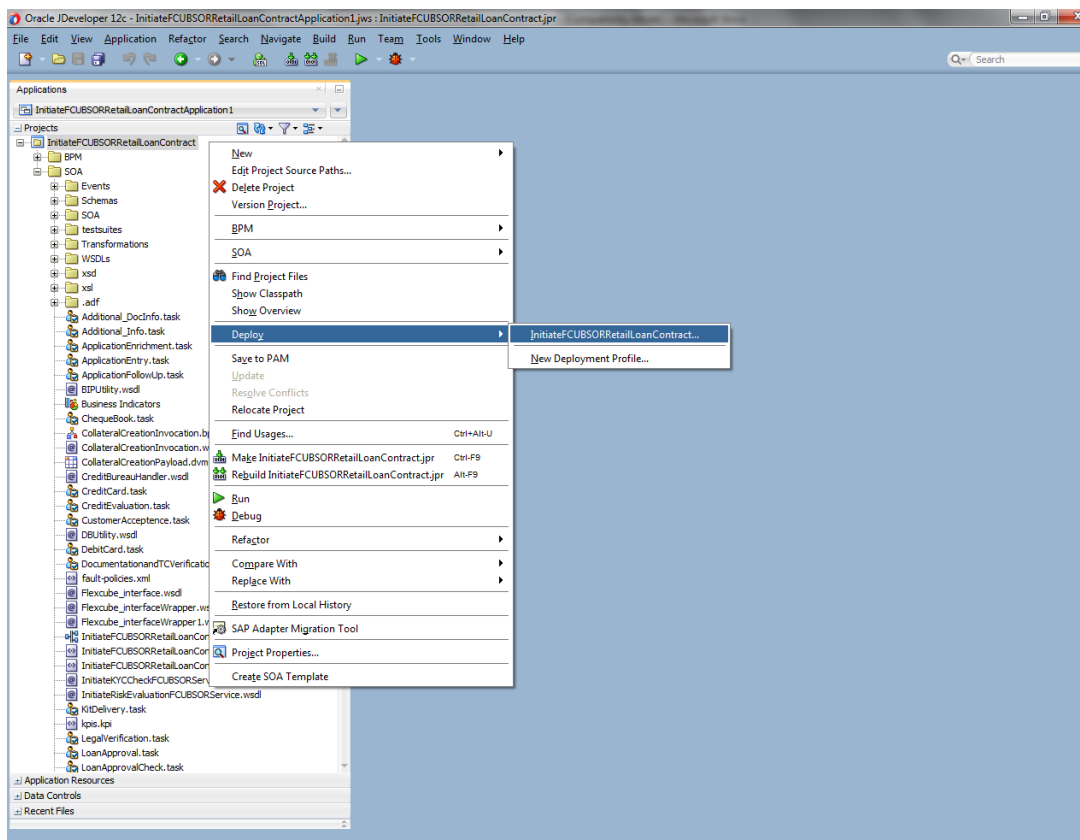 Oracle JDeveloper 12c - InitiateFCUBSORRetailLoanContractApplication1.jws : InitiateFCUBSORRetailLoanContract.jpr
File Edit View Application Refactor Search Navigate Build Run Team Tools Window Help
Search
Applications
InitiateFCUBSORRetailLoanContractApplication1
Projects
InitiateFCUBSORRetailLoanContract
BPM
SOA
Events
Schemas
SOA
testsuites
Transformations
WSDLs
xsd
xsl
.adf
Additional_DocInfo.task
Additional_Info.task
ApplicationEnrichment.task
ApplicationEntry.task
ApplicationFollowUp.task
BIPUtility.wsdl
Business Indicators
ChequeBook.task
CollateralCreationInvocation.b
CollateralCreationInvocation.w
CollateralCreationPayload.dvm
CreditBureauHandler.wsdl
CreditCard.task
CreditEvaluation.task
CustomerAcceptence.task
DBUtility.wsdl
DebitCard.task
DocumentationandTCVerificatio
fault-policies.xml
Flexcube_interface.wsdl
Flexcube_interfaceWrapper.ws
Flexcube_interfaceWrapper1.w
InitiateFCUBSORRetailLoanCon
InitiateFCUBSORRetailLoanCon
InitiateFCUBSORRetailLoanCon
InitiateKYCCheckFCUBSORServ
InitiateRiskEvaluationFCUBSORService.wsdl
KitDelivery.task
kpis.kpi
LegalVerification.task
LoanApproval.task
LoanApprovalCheck.task
Application Resources
Data Controls
Recent Files
New
Edit Project Source Paths...
Delete Project
Version Project...
BPM
SOA
Find Project Files
Show Classpath
Show Overview
Deploy
Save to PAM
Update
Resolve Conflicts
Relocate Project
Find Usages... Ctrl+Alt-U
Make InitiateFCUBSORRetailLoanContract.jpr Ctrl-F9
Rebuild InitiateFCUBSORRetailLoanContract.jpr Alt-F9
Run
Debug
Refactor
Compare With
Replace With
Restore from Local History
SAP Adapter Migration Tool
Project Properties...
Create SOA Template
InitiateFCUBSORRetailLoanContract...
New Deployment Profile...